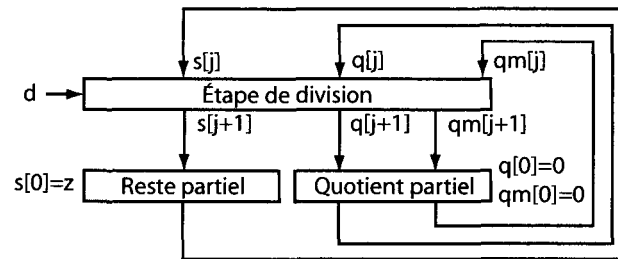 s[j] q[j] qm[j]
d
Étape de division
s[j+1] q[j+1] qm[j+1]
s[0]=z
Reste partiel
Quotient partiel
q[0]=0
qm[0]=0